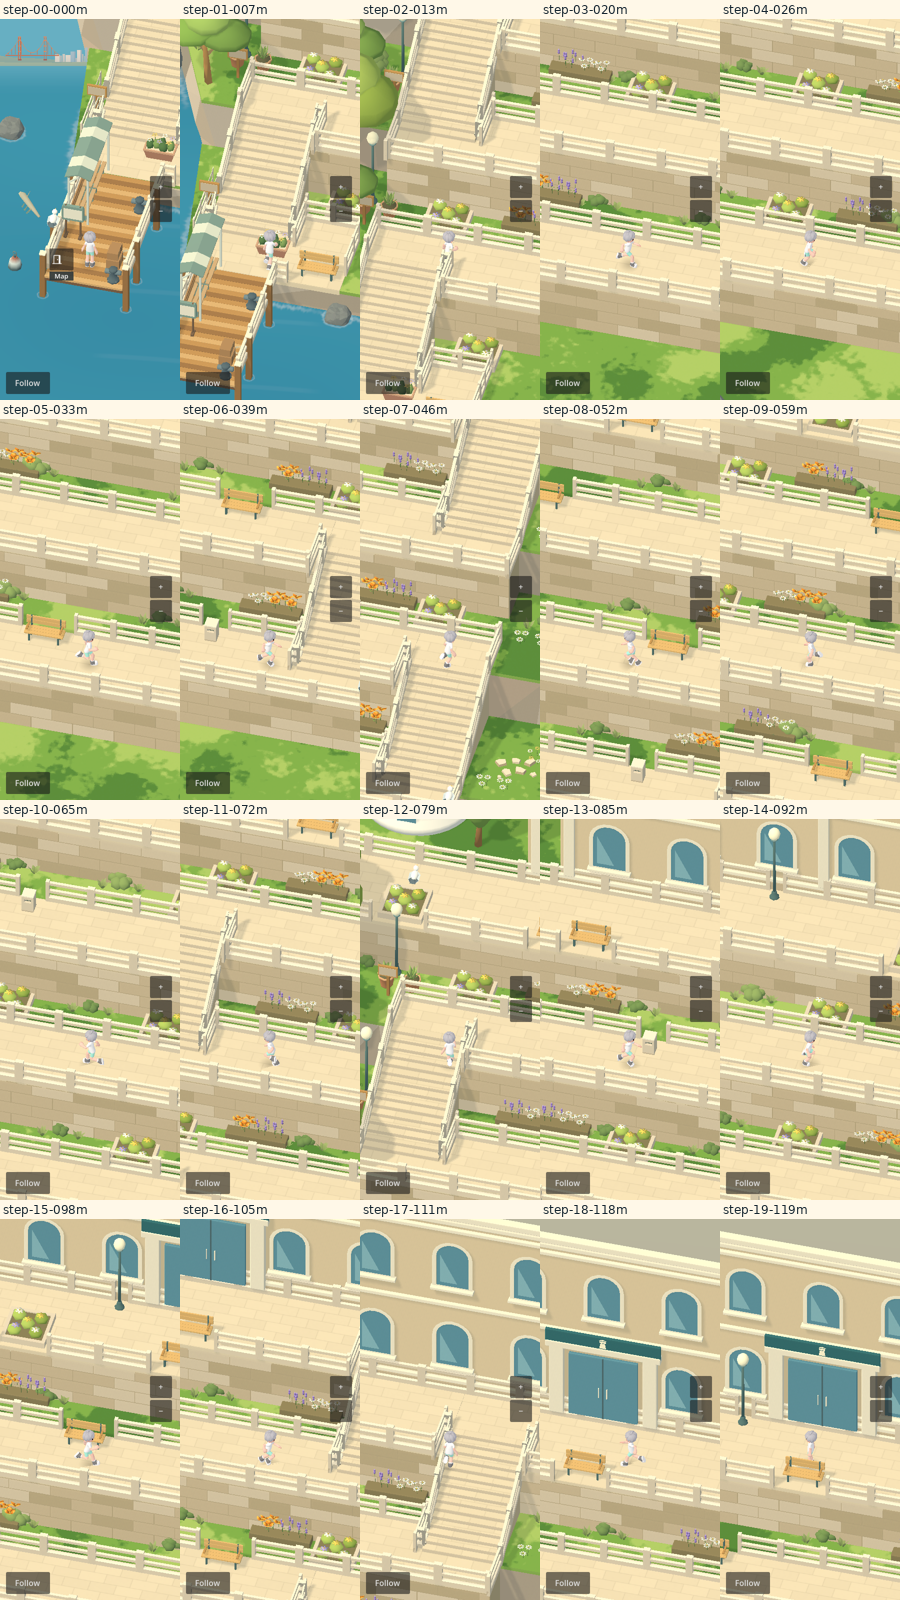 step-00-000m
step-01-007m
step-02-013m
step-03-020m
step-04-026m
+
+
+
+
+
Map
Follow
Follow
Follow
Follow
Follow
step-05-033m
step-06-039m
step-07-046m
step-08-052m
step-09-059m
+
+
+
+
+
Follow
Follow
Follow
Follow
Follow
step-10-065m
step-11-072m
step-12-079m
step-13-085m
step-14-092m
+
+
+
+
+
Follow
Follow
Follow
Follow
Follow
step-15-098m
step-16-105m
step-17-111m
step-18-118m
step-19-119m
+
+
+
+
+
Follow
Follow
Follow
Follow
Follow